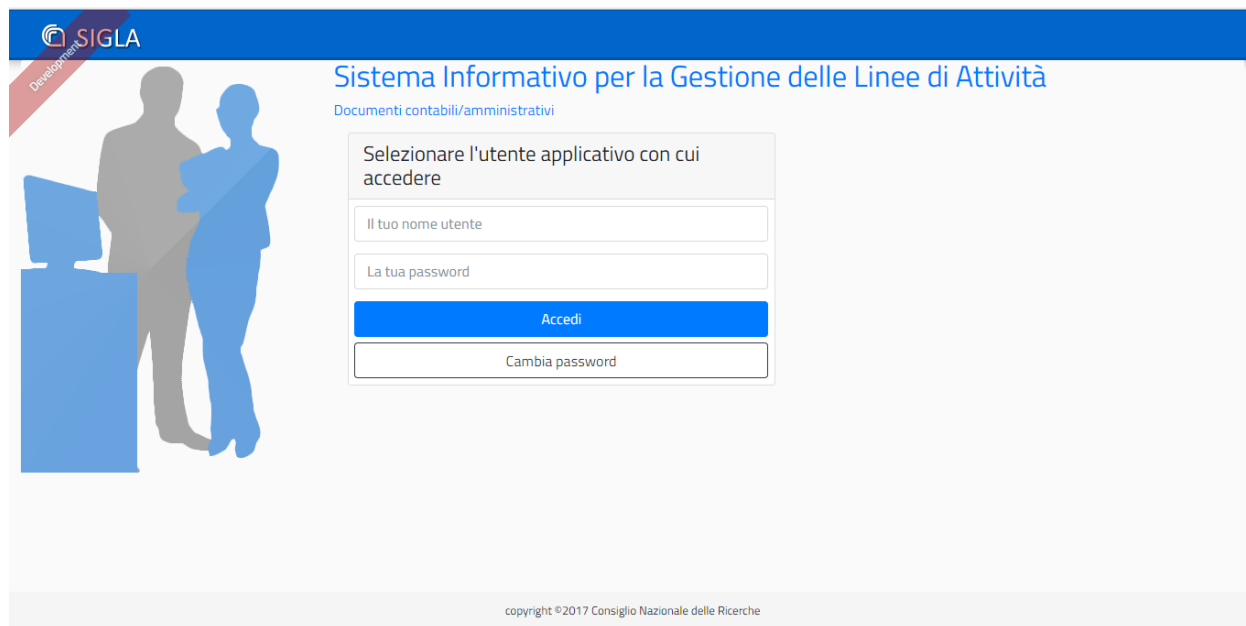 SIGLA
Development
Sistema Informativo per la Gestione delle Linee di Attività
Documenti contabili/amministrativi
Selezionare l'utente applicativo con cui
accedere
Il tuo nome utente
La tua password
Accedi
Cambia password
copyright ©2017 Consiglio Nazionale delle Ricerche